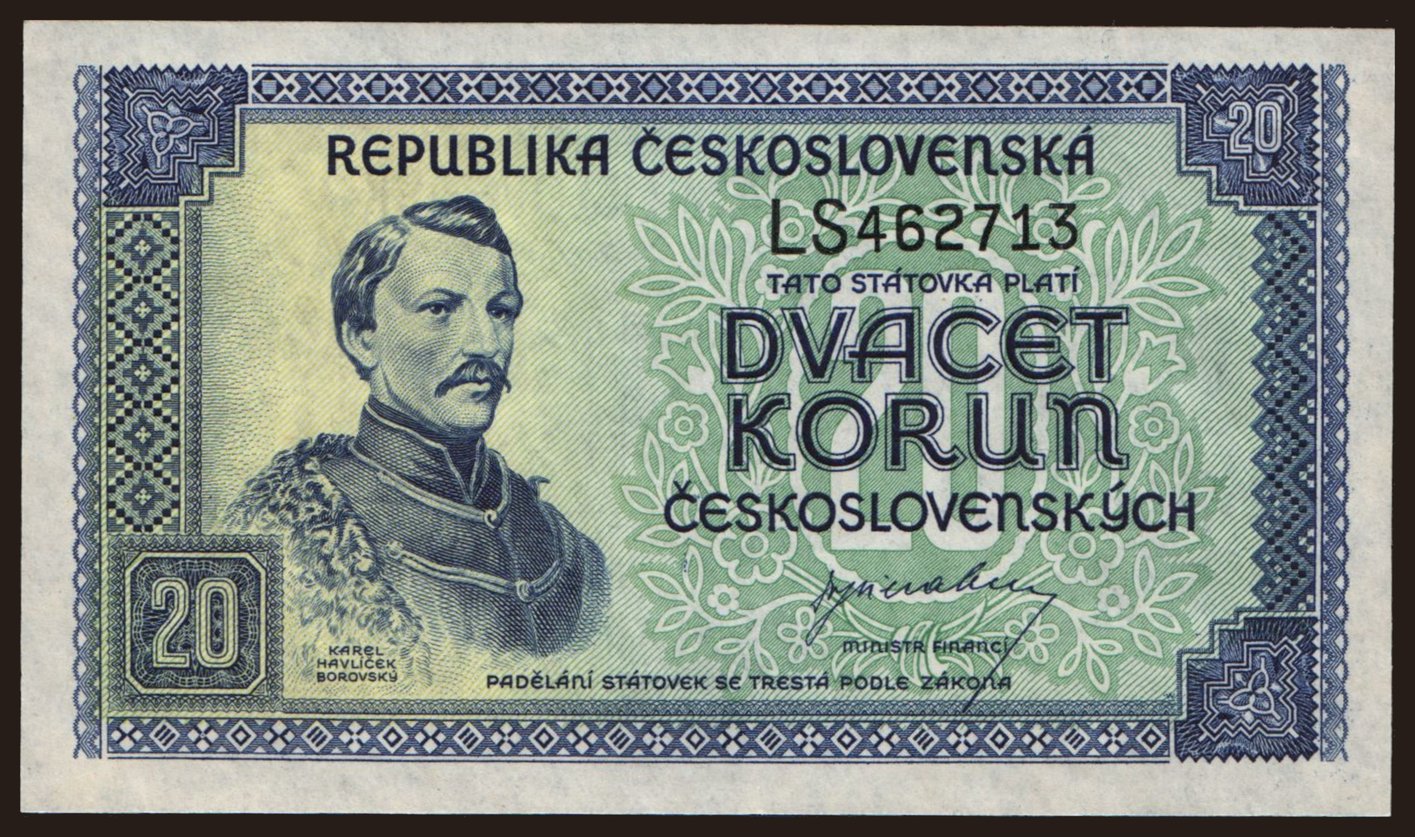 20
REPUBLIKA ČESKOSLOVENSKÁ
LS462713
TATO STÁTOVKA PLATÍ
DVACET
KORUN
ČESKOSLOVENSKÝCH
20
MINISTR FINANCÍ
20
KAREL
HAVLÍČEK
BOROVSKÝ
PADĚLÁNÍ STÁTOVEK SE TRESTÁ PODLE ZÁKONA